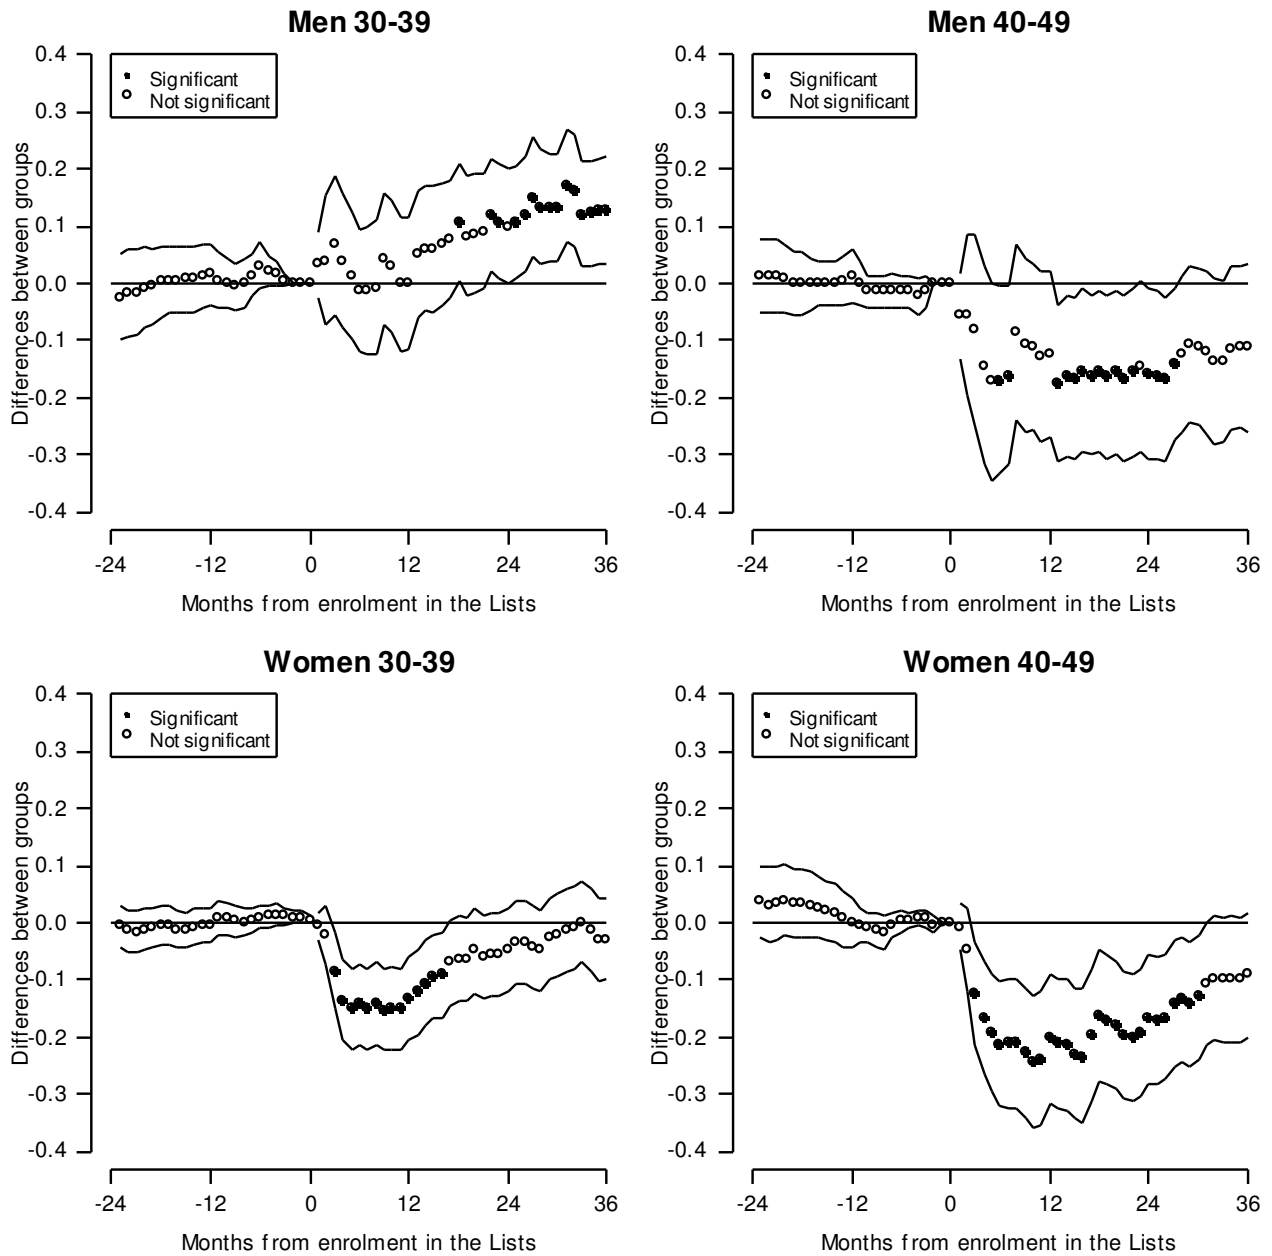 Men 30-39
Differences between groups
0.4
0.3
0.2
0.1
0.0
-0.1
-0.2
-0.3
-0.4
Significant
Not significant
-24 -12 0 12 24 36
Months from enrolment in the Lists
Men 40-49
Differences between groups
0.4
0.3
0.2
0.1
0.0
-0.1
-0.2
-0.3
-0.4
Significant
Not significant
-24 -12 0 12 24 36
Months from enrolment in the Lists
Women 30-39
Differences between groups
0.4
0.3
0.2
0.1
0.0
-0.1
-0.2
-0.3
-0.4
Significant
Not significant
-24 -12 0 12 24 36
Months from enrolment in the Lists
Women 40-49
Differences between groups
0.4
0.3
0.2
0.1
0.0
-0.1
-0.2
-0.3
-0.4
Significant
Not significant
-24 -12 0 12 24 36
Months from enrolment in the Lists